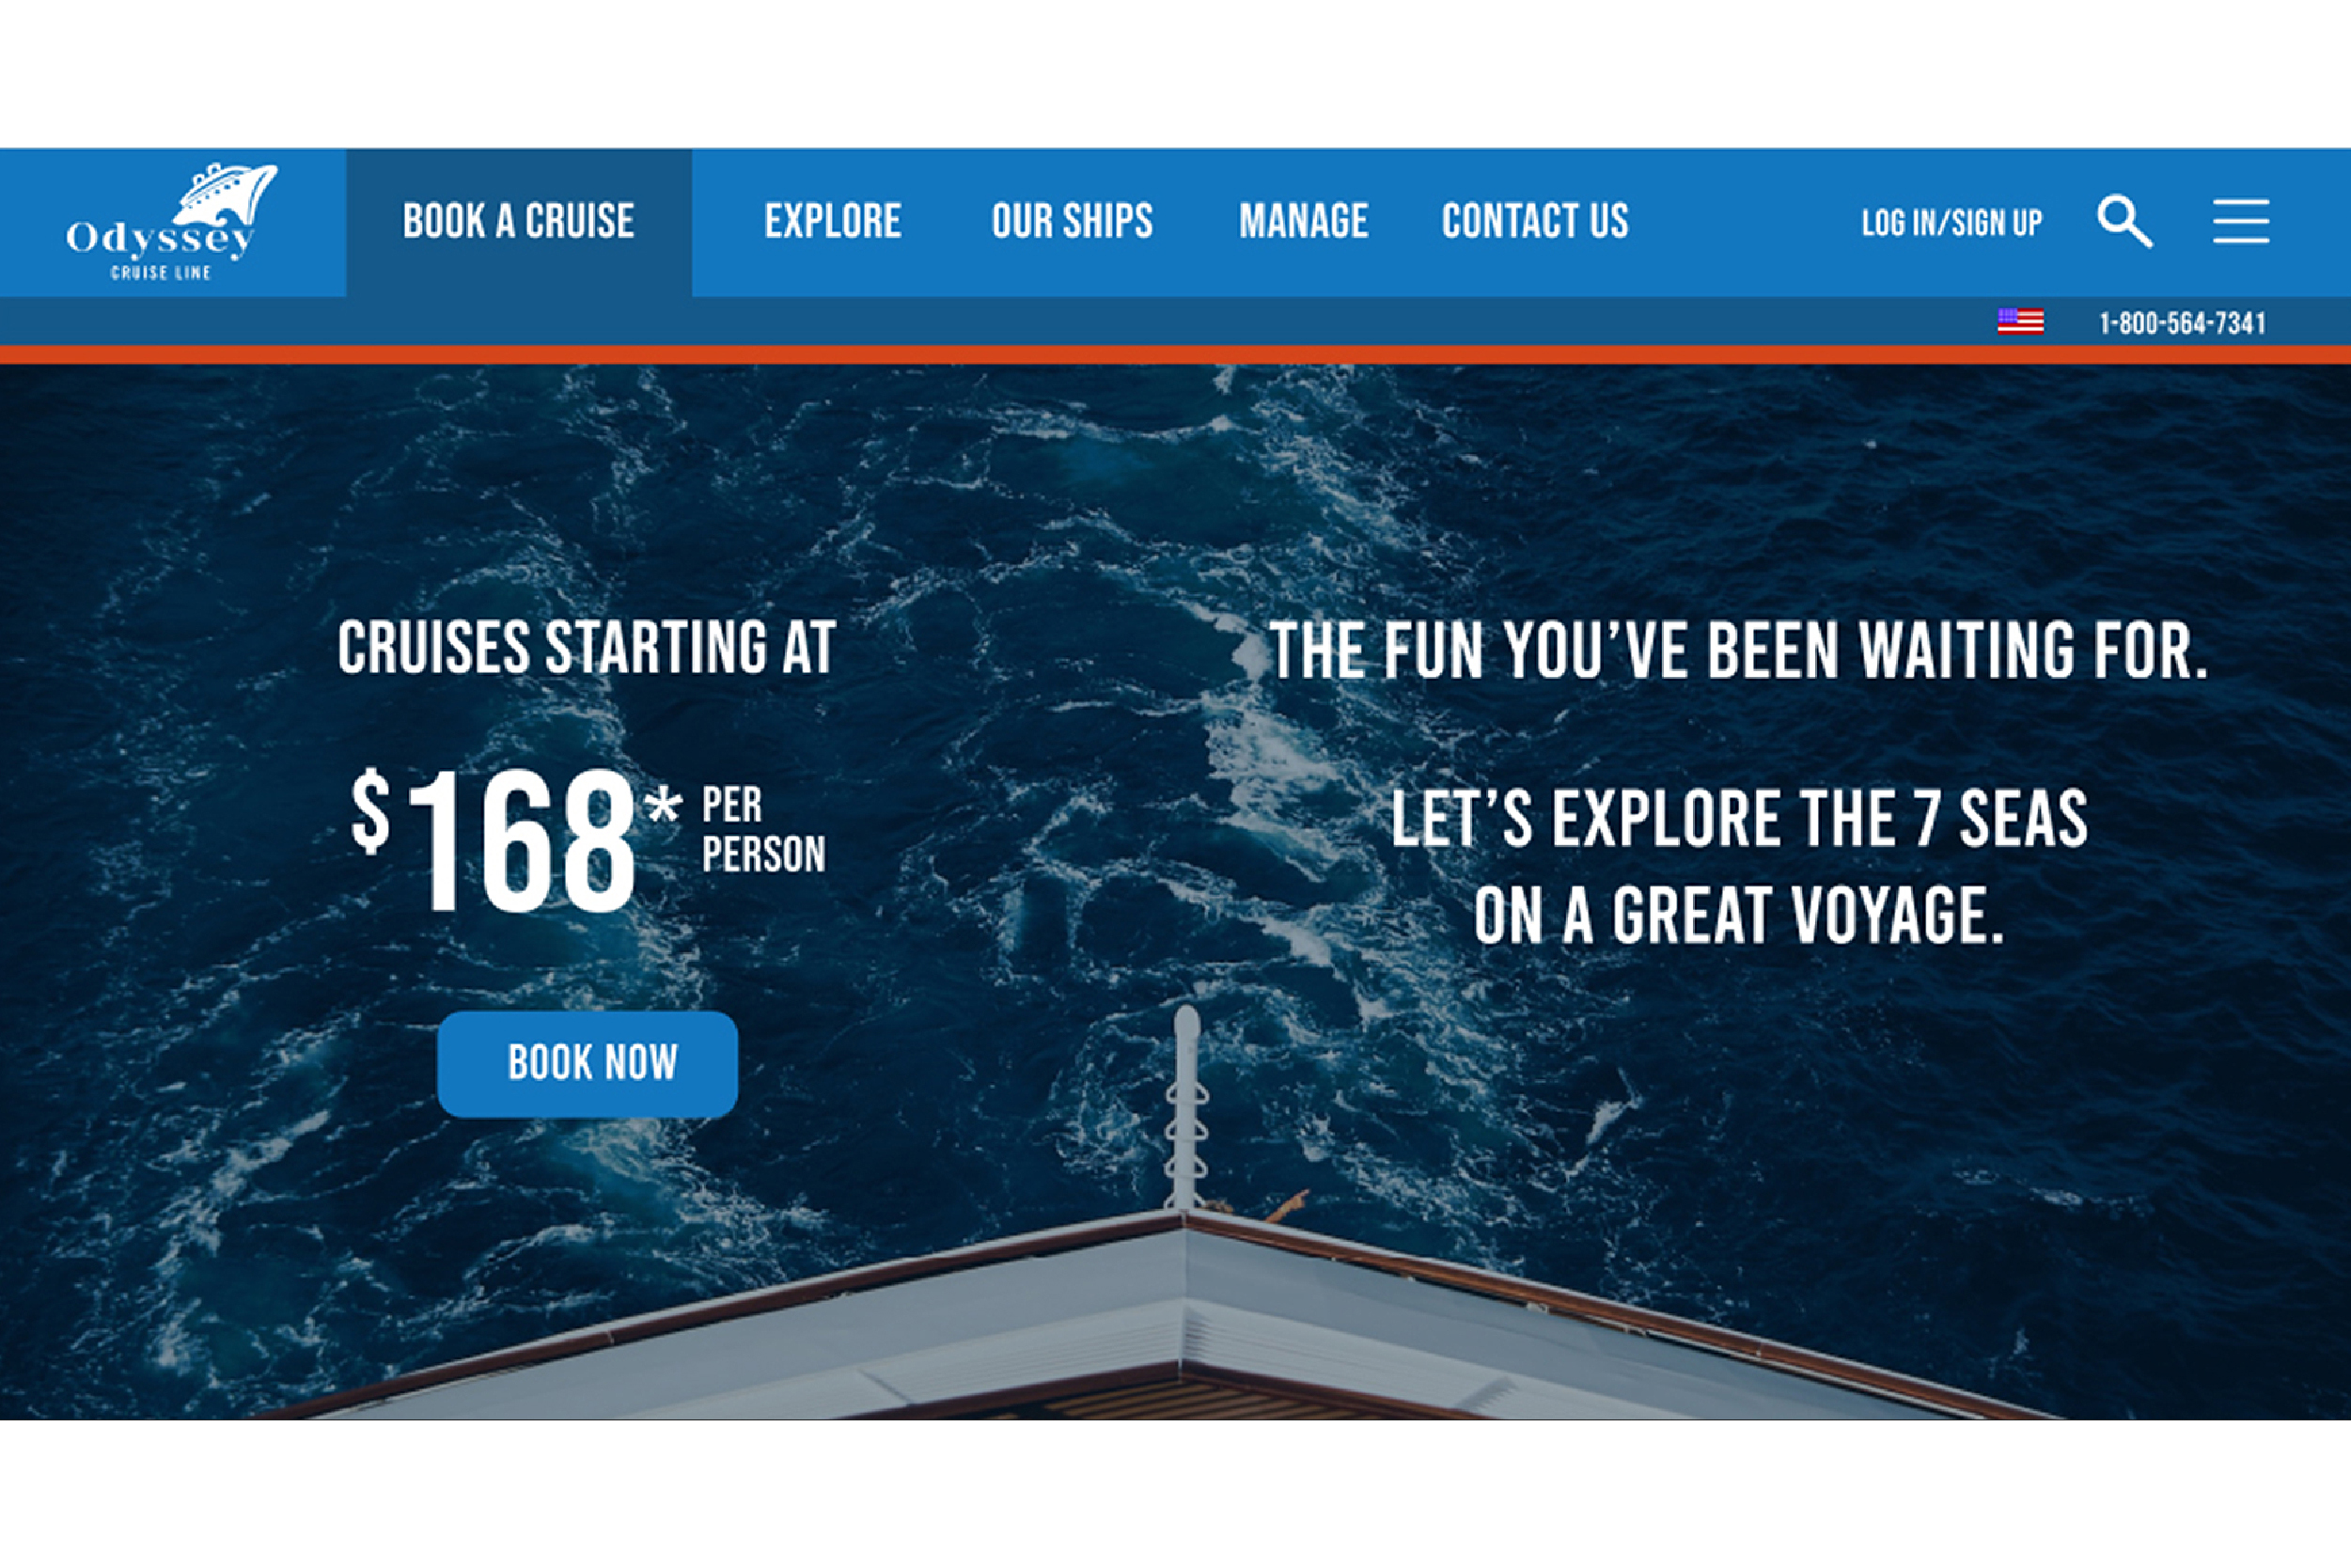 Odyssey
CRUISE LINE
BOOK A CRUISE
EXPLORE
OUR SHIPS
MANAGE
CONTACT US
LOG IN/SIGN UP
1-800-564-7341
CRUISES STARTING AT
$168* PER
PERSON
BOOK NOW
THE FUN YOU'VE BEEN WAITING FOR.
LET'S EXPLORE THE 7 SEAS
ON A GREAT VOYAGE.